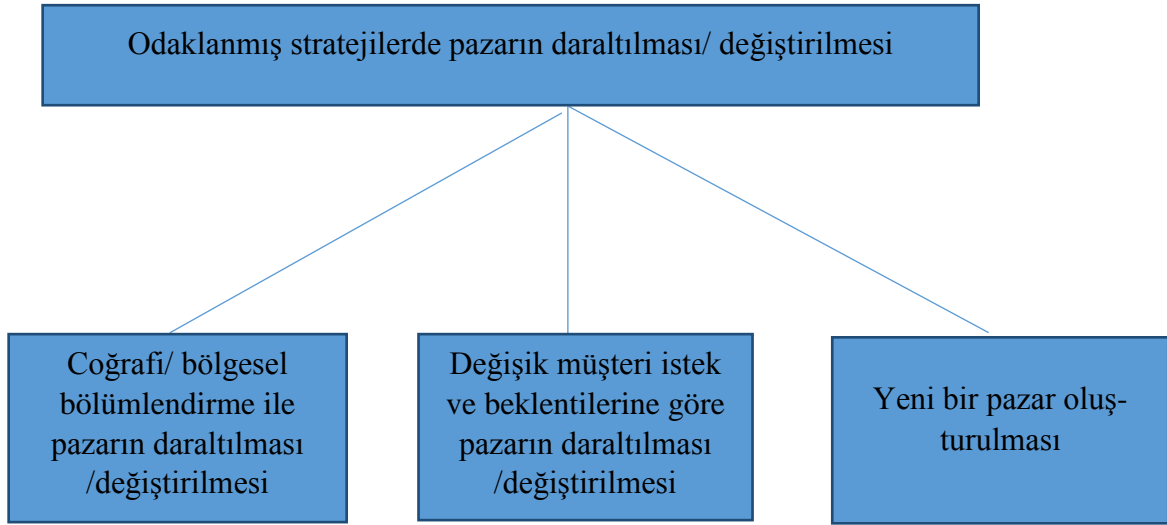 Odaklanmış stratejilerde pazarın daraltılması/ değiştirilmesi
Coğrafi/ bölgesel
bölümlendirme ile
pazarın daraltılması
/değiştirilmesi
Değişik müşteri istek
ve beklentilerine göre
pazarın daraltılması
/değiştirilmesi
Yeni bir pazar oluş-
turulması